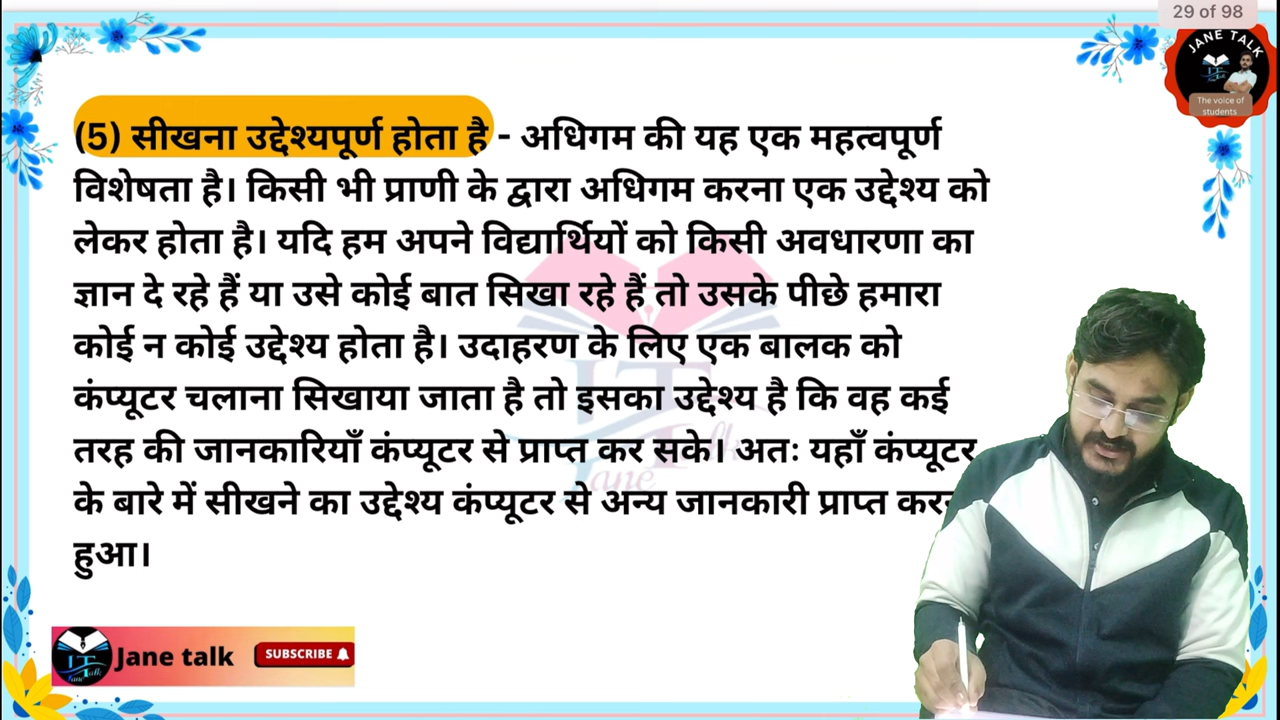 29 of 98
JANE TALK
The voice of
students
(5) सीखना उद्देश्यपूर्ण होता है - अधिगम की यह एक महत्वपूर्ण
विशेषता है। किसी भी प्राणी के द्वारा अधिगम करना एक उद्देश्य को
लेकर होता है। यदि हम अपने विद्यार्थियों को किसी अवधारणा का
ज्ञान दे रहे हैं या उसे कोई बात सिखा रहे हैं तो उसके पीछे हमारा
कोई न कोई उद्देश्य होता है। उदाहरण के लिए एक बालक को
कंप्यूटर चलाना सिखाया जाता है तो इसका उद्देश्य है कि वह कई
तरह की जानकारियाँ कंप्यूटर से प्राप्त कर सके। अतः यहाँ कंप्यूटर
के बारे में सीखने का उद्देश्य कंप्यूटर से अन्य जानकारी प्राप्त
हुआ।
Jane talk
SUBSCRIBE